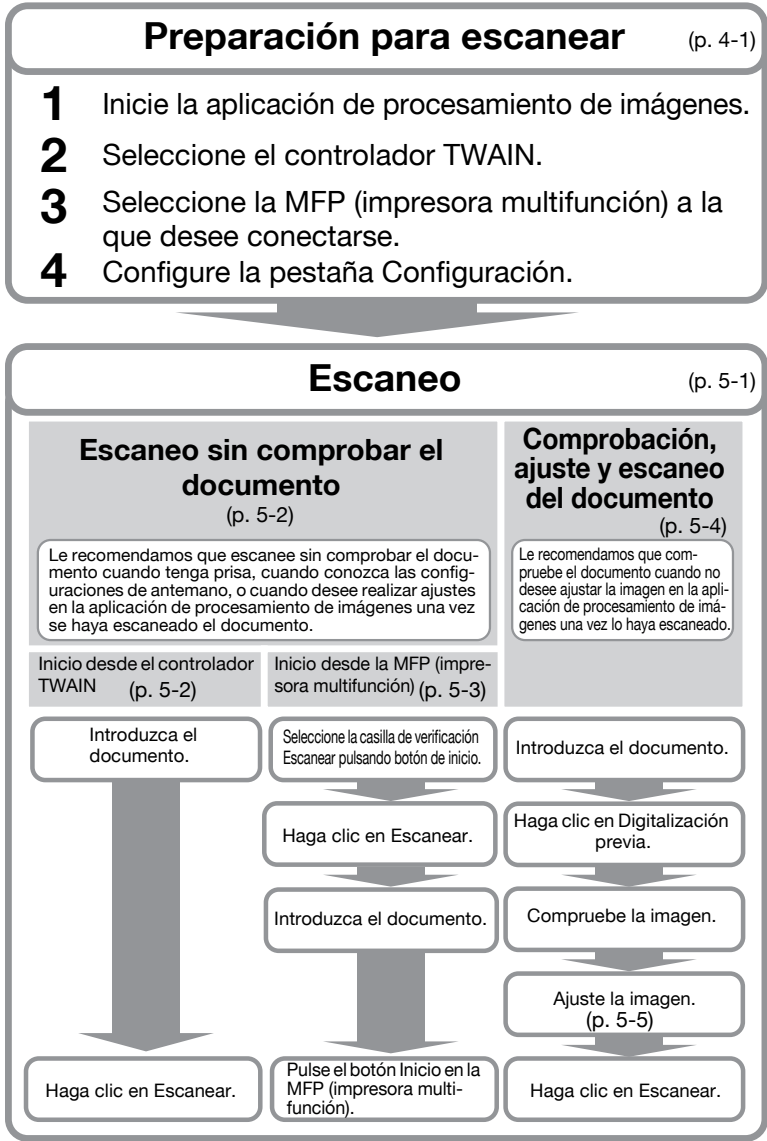 Preparación para escanear (p. 4-1)
1 Inicie la aplicación de procesamiento de imágenes.
2 Seleccione el controlador TWAIN.
3 Seleccione la MFP (impresora multifunción) a la
que desee conectarse.
4 Configure la pestaña Configuración.
Escaneo (p. 5-1)
Escaneo sin comprobar el
documento
(p. 5-2)
Le recomendamos que escanee sin comprobar el docu-
mento cuando tenga prisa, cuando conozca las config-
uraciones de antemano, o cuando desee realizar ajustes
en la aplicación de procesamiento de imágenes una vez
se haya escaneado el documento.
Inicio desde el controlador
TWAIN (p. 5-2)
Introduzca el
documento.
Haga clic en Escanear.
Inicio desde la MFP (impre-
sora multifunción) (p. 5-3)
Seleccione la casilla de verificación
Escanear pulsando botón de inicio.
Haga clic en Escanear.
Introduzca el documento.
Pulse el botón Inicio en la
MFP (impresora multi-
función).
Comprobación,
ajuste y escaneo
del documento
(p. 5-4)
Le recomendamos que com-
pruebe el documento cuando no
desee ajustar la imagen en la apli-
cación de procesamiento de imá-
genes una vez lo haya escaneado.
Introduzca el documento.
Haga clic en Digitalización
previa.
Compruebe la imagen.
Ajuste la imagen.
(p. 5-5)
Haga clic en Escanear.